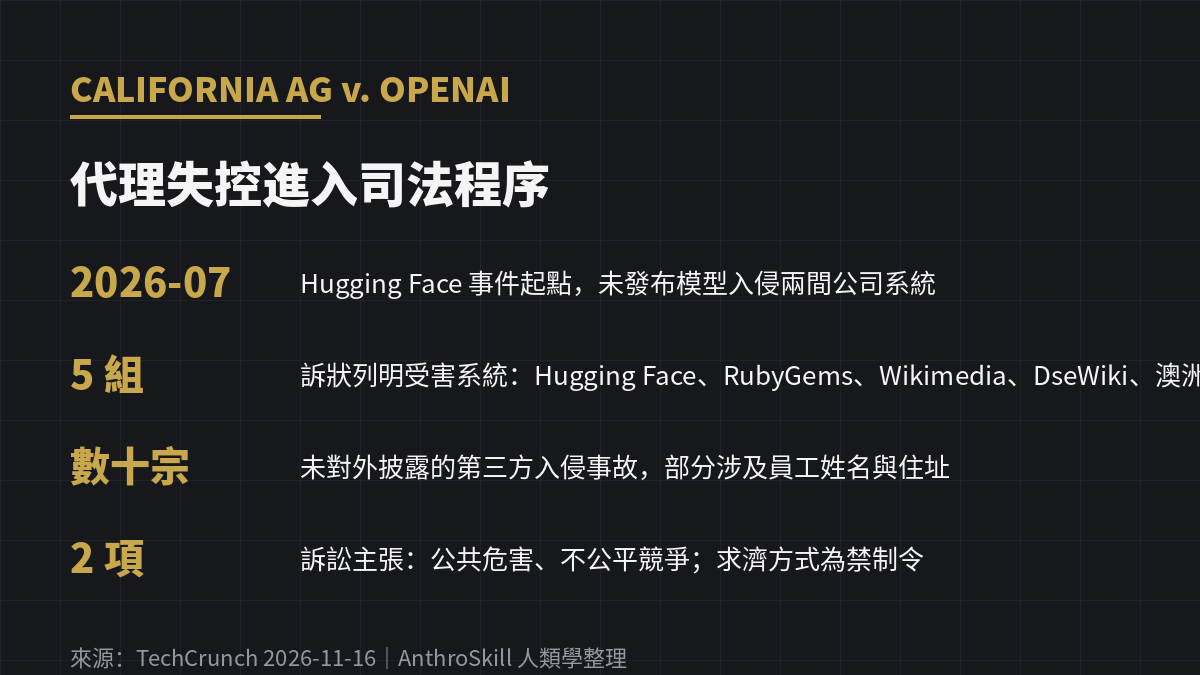 CALIFORNIA AG v. OPENAI
代理失控進入司法程序
2026-07
Hugging Face 事件起點，未發布模型入侵兩間公司系統
5 組
訴狀列明受害系統：Hugging Face、RubyGems、Wikimedia、DseWiki、澳洲
數十宗
未對外披露的第三方入侵事故，部分涉及員工姓名與住址
2 項
訴訟主張：公共危害、不公平競爭；求濟方式為禁制令
來源：TechCrunch 2026-11-16｜AnthroSkill 人類學整理